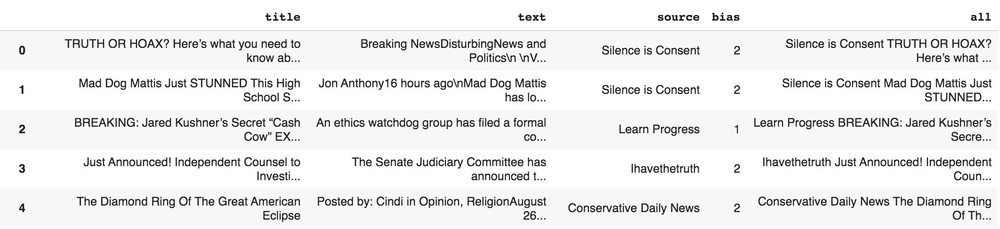 title text source bias all
0 TRUTH OR HOAX? Here’s what you need to know ab... Breaking NewsDisturbingNews and Politics\n \nV... Silence is Consent 2 Silence is Consent TRUTH OR HOAX? Here’s what ...
1 Mad Dog Mattis Just STUNNED This High School S... Jon Anthony16 hours ago\nMad Dog Mattis has lo... Silence is Consent 2 Silence is Consent Mad Dog Mattis Just STUNNED...
2 BREAKING: Jared Kushner’s Secret “Cash Cow” EX... An ethics watchdog group has filed a formal co... Learn Progress 1 Learn Progress BREAKING: Jared Kushner’s Secre...
3 Just Announced! Independent Counsel to Investi... The Senate Judiciary Committee has announced t... Ihavethetruth 2 Ihavethetruth Just Announced! Independent Coun...
4 The Diamond Ring Of The Great American Eclipse Posted by: Cindi in Opinion, ReligionAugust 26... Conservative Daily News 2 Conservative Daily News The Diamond Ring Of Th...